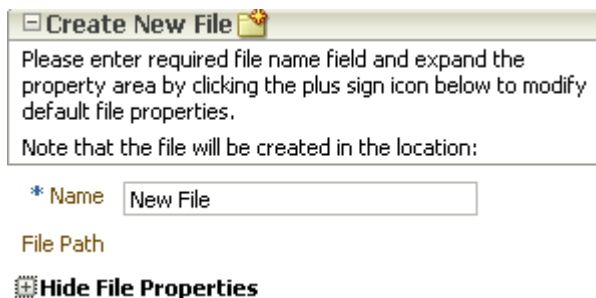 Create New File
Please enter required file name field and expand the
property area by clicking the plus sign icon below to modify
default file properties.
Note that the file will be created in the location:
* Name New File
File Path
Hide File Properties